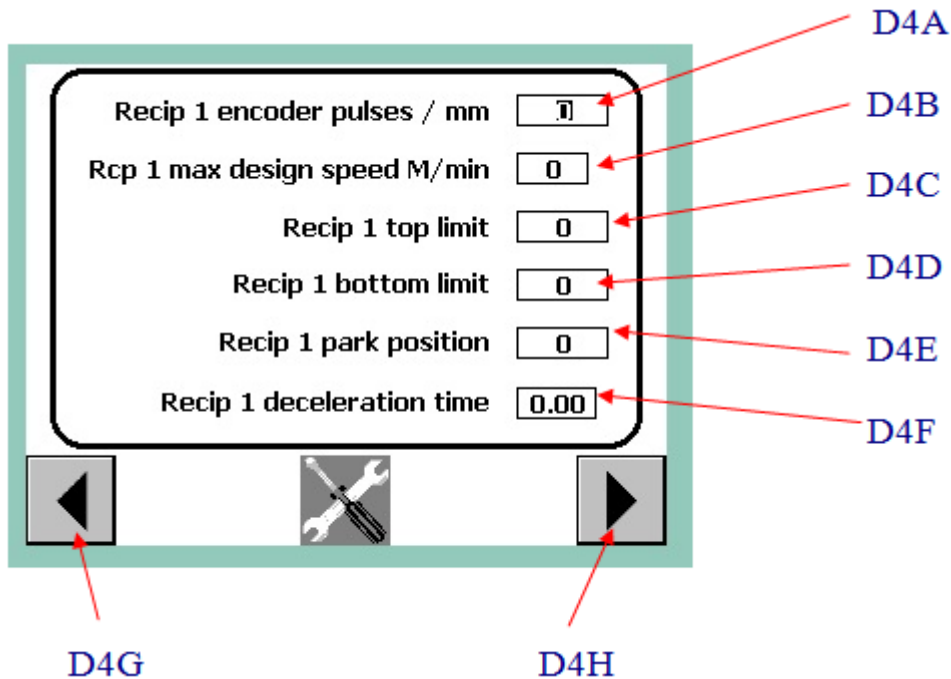 D4A
Recip 1 encoder pulses / mm
D4B
Rcp 1 max design speed M/min 0
D4C
Recip 1 top limit 0
D4D
Recip 1 bottom limit 0
D4E
Recip 1 park position 0
D4F
Recip 1 deceleration time 0.00
D4G D4H